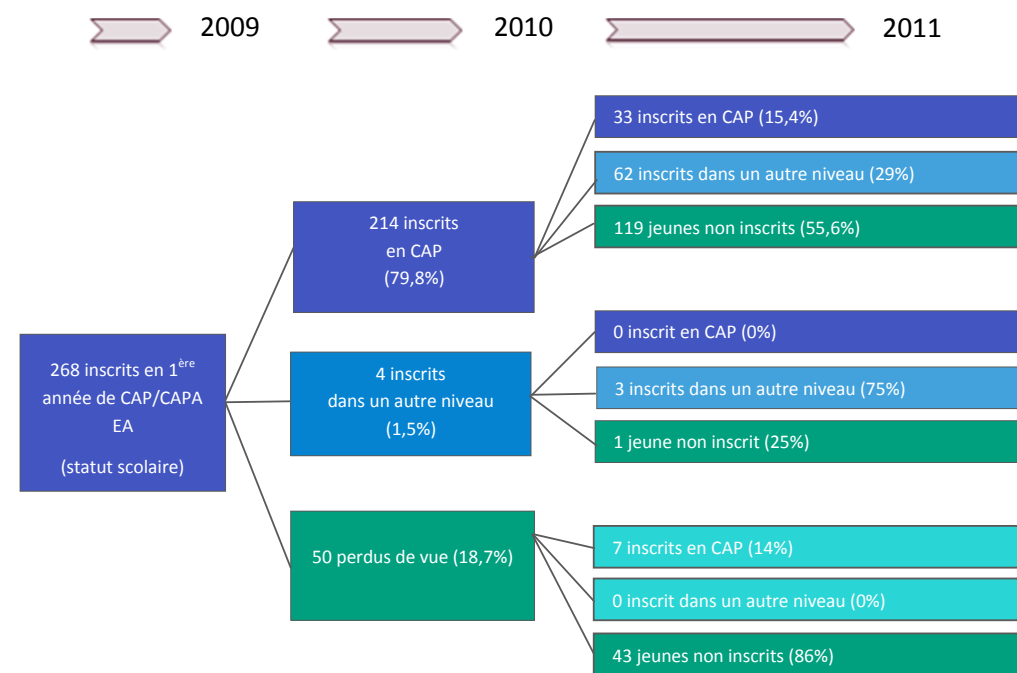 2009
2010
2011
268 inscrits en 1ère
année de CAP/CAPA
EA
(statut scolaire)
214 inscrits
en CAP
(79,8%)
4 inscrits
dans un autre niveau
(1,5%)
50 perdus de vue (18,7%)
33 inscrits en CAP (15,4%)
62 inscrits dans un autre niveau (29%)
119 jeunes non inscrits (55,6%)
0 inscrit en CAP (0%)
3 inscrits dans un autre niveau (75%)
1 jeune non inscrit (25%)
7 inscrits en CAP (14%)
0 inscrit dans un autre niveau (0%)
43 jeunes non inscrits (86%)